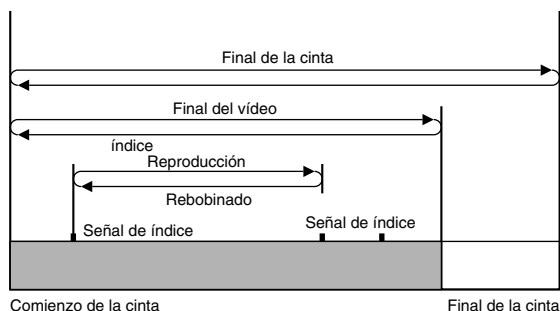 Final de la cinta
Final del vídeo
índice
Reproducción
Rebobinado
Señal de índice
Señal de índice
Comienzo de la cinta
Final de la cinta